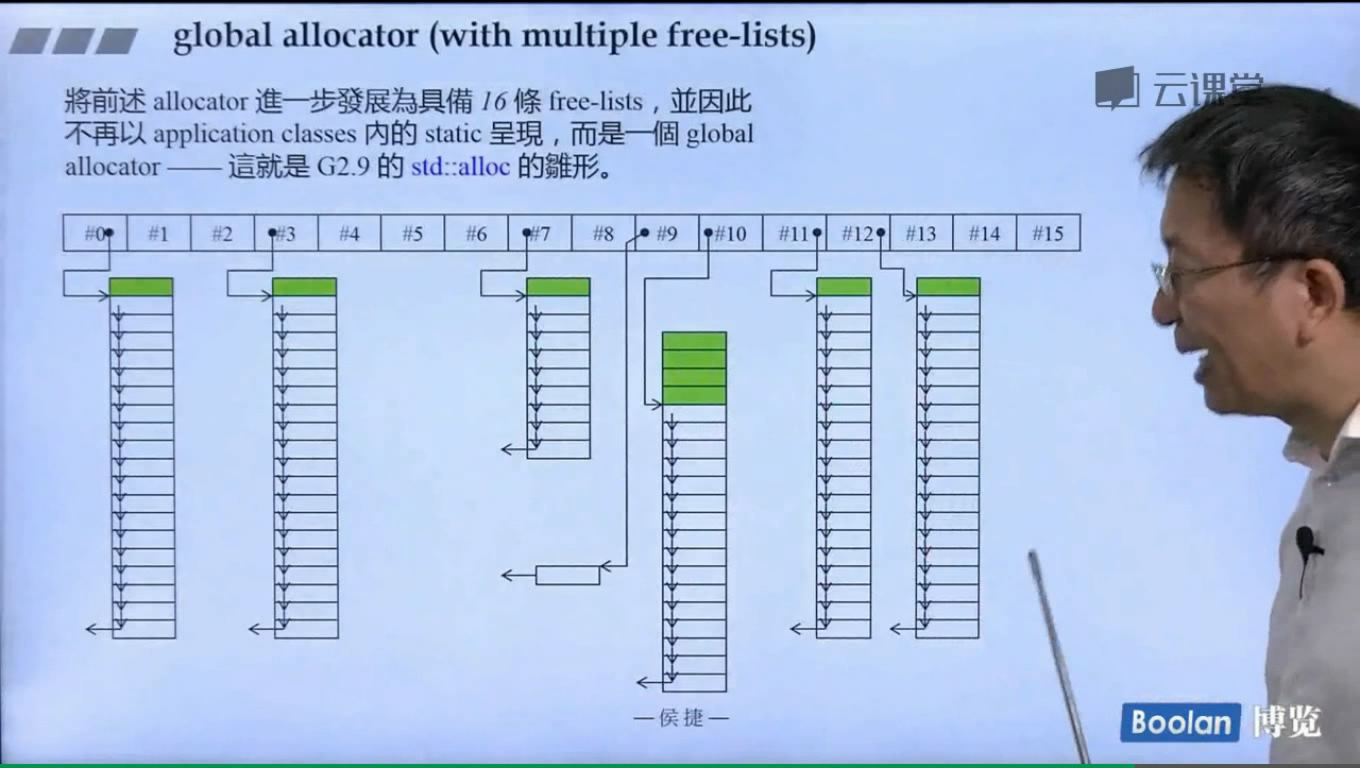 global allocator (with multiple free-lists)
云课堂
將前述 allocator 進一步發展為具備 16 條 free-lists，並因此
不再以 application classes 內的 static 呈現，而是一個 global
allocator —— 這就是 G2.9 的 std::alloc 的雛形。
#0 #1 #2 #3 #4 #5 #6 #7 #8 #9 #10 #11 #12 #13 #14 #15
—侯捷—
Boolan 博览